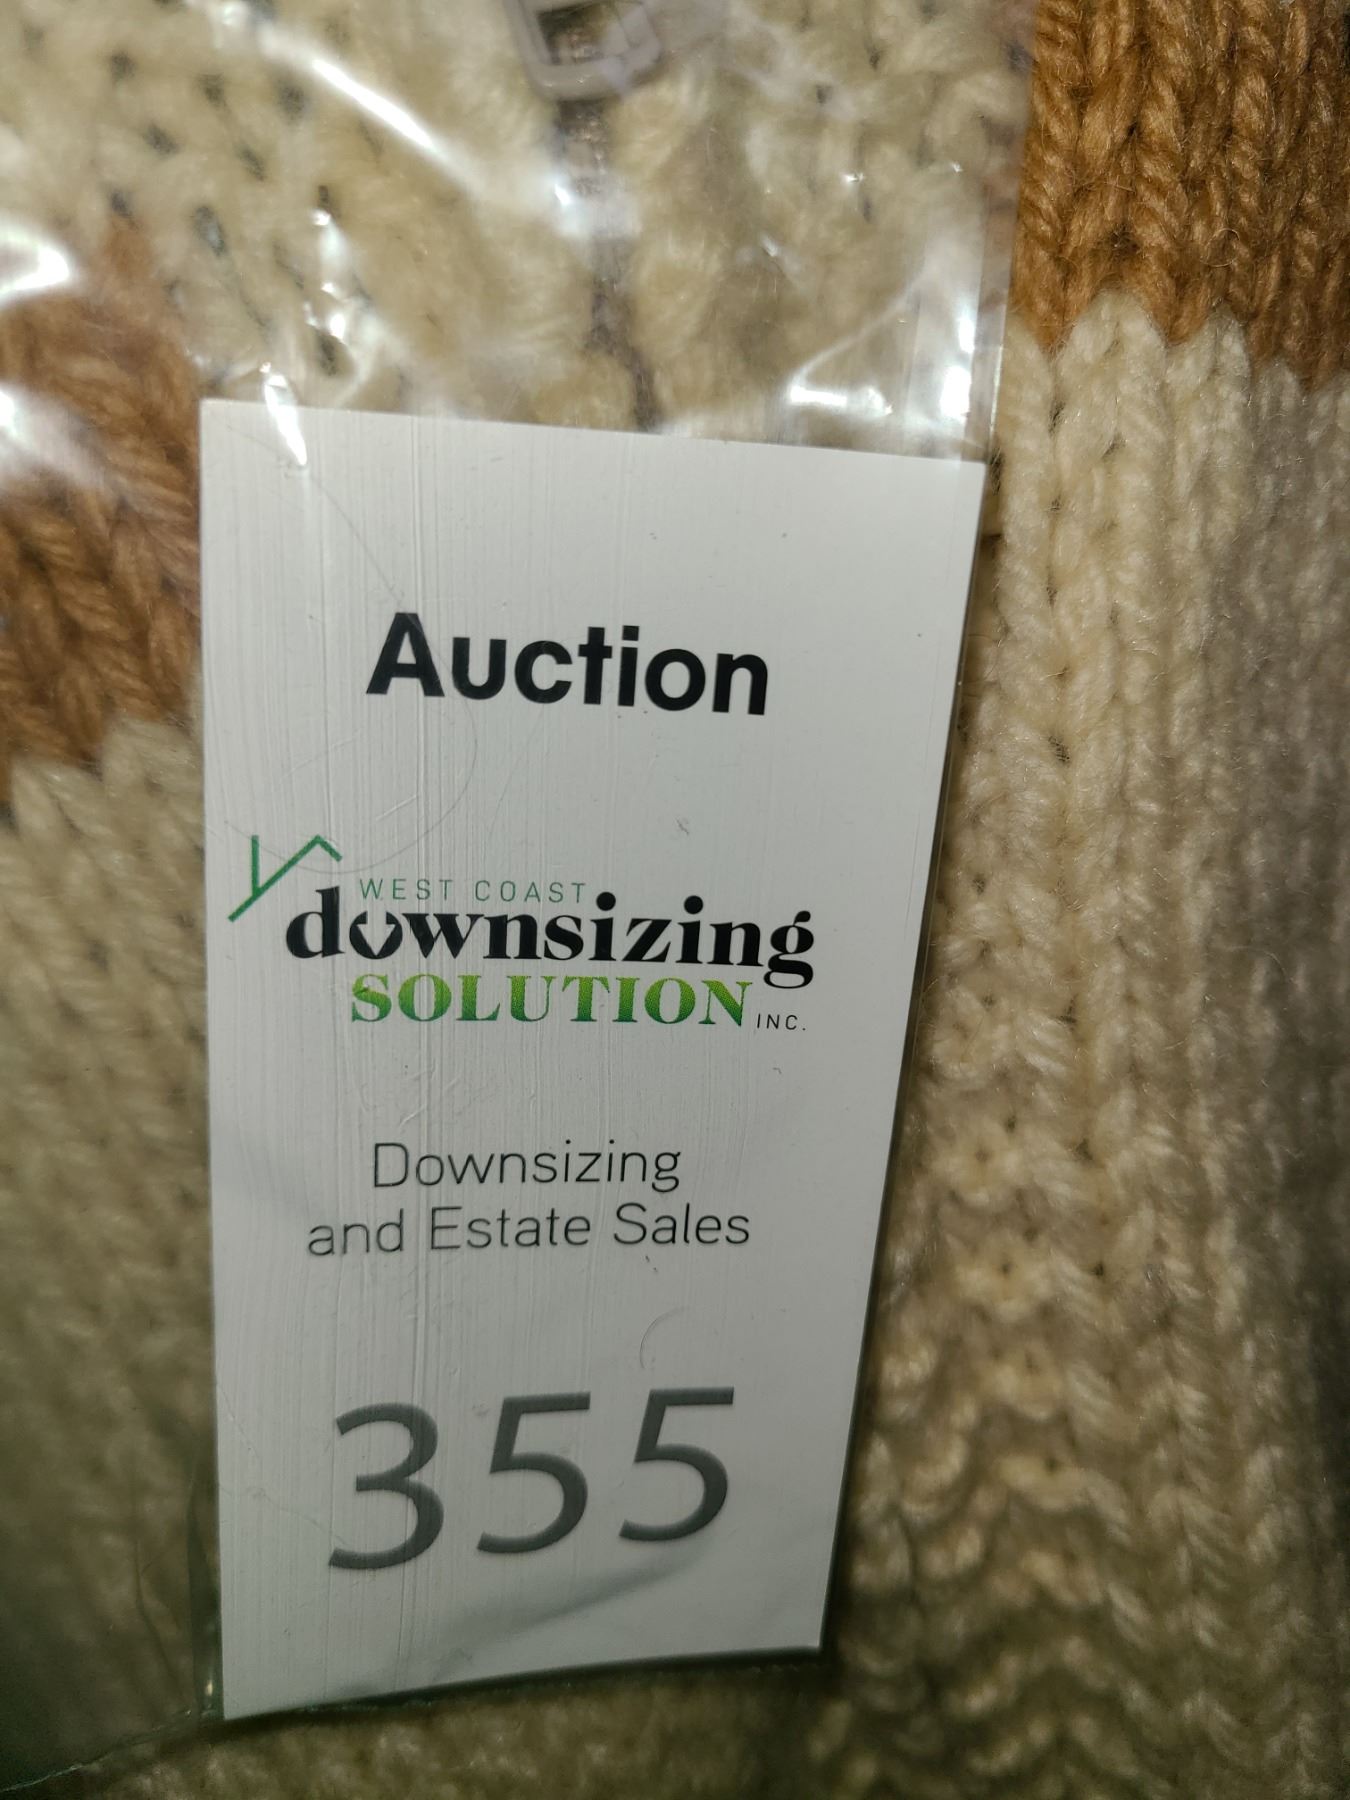 Auction
WEST COAST
downsizing
SOLUTION INC.
Downsizing
and Estate Sales
355